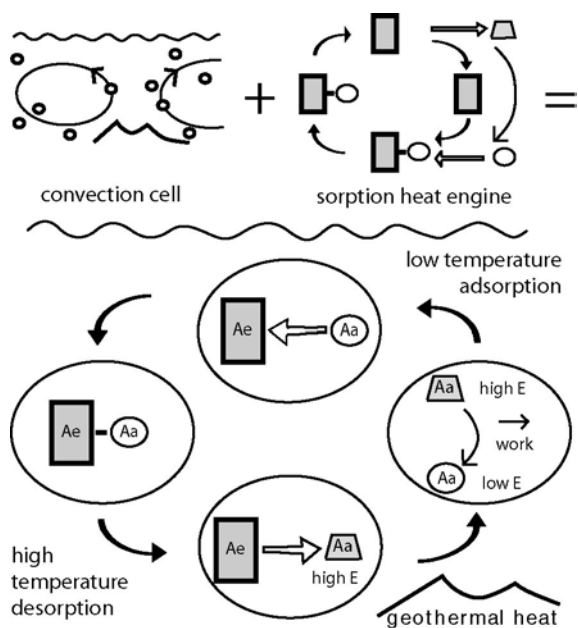 +
=
convection cell
sorption heat engine
low temperature
adsorption
Ae
Aa
Ae
Aa
Aa
high E
work
Aa
low E
Ae
Aa
high E
high
temperature
desorption
geothermal heat